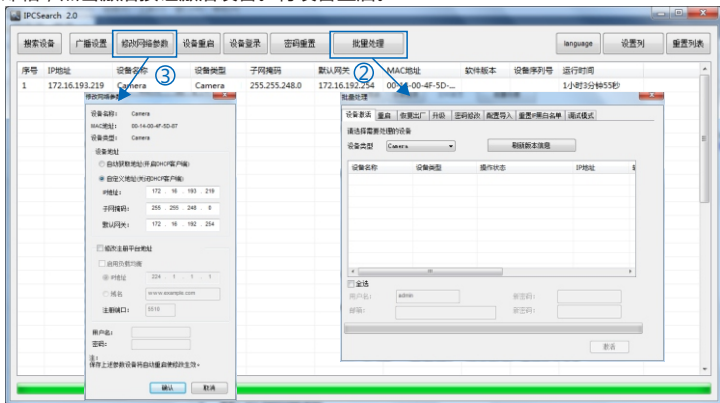 IPCSearch 2.0
搜索设备 广播设置 修改网络参数 设备重启 设备登录 密码重置 批量处理 language 设置列 重置列表
序号 IP地址 设备名称 设备类型 子网掩码 默认网关 MAC地址 软件版本 设备序列号 运行时间
1 172.16.193.219 Camera Camera 255.255.248.0 172.16.192.254 00-14-00-4F-5D-... 1小时3分钟55秒
③
②
修改网络参数
设备名称: Camera
MAC地址: 00-14-00-4F-5D-87
设备类型: Camera
设备地址
自动获取地址(开启DHCP客户端)
自定义地址(关闭DHCP客户端)
IP地址: 172 . 16 . 193 . 219
子网掩码: 255 . 255 . 248 . 0
默认网关: 172 . 16 . 192 . 254
修改注册平台地址
启用负载均衡
IP地址 224 . 1 . 1 . 1
域名 www.example.com
注册端口: 5510
用户名:
密码:
注:
保存上述参数设备将自动重启使修改生效。
确认 取消
批量处理
设备激活 重启 恢复出厂 升级 密码修改 配置导入 重置IP黑白名单 调试模式
请选择需要处理的设备
设备类型 Camera 刷新版本信息
设备名称 设备类型 操作状态 IP地址
全选
用户名: admin 新密码:
邮箱: 新密码:
激活